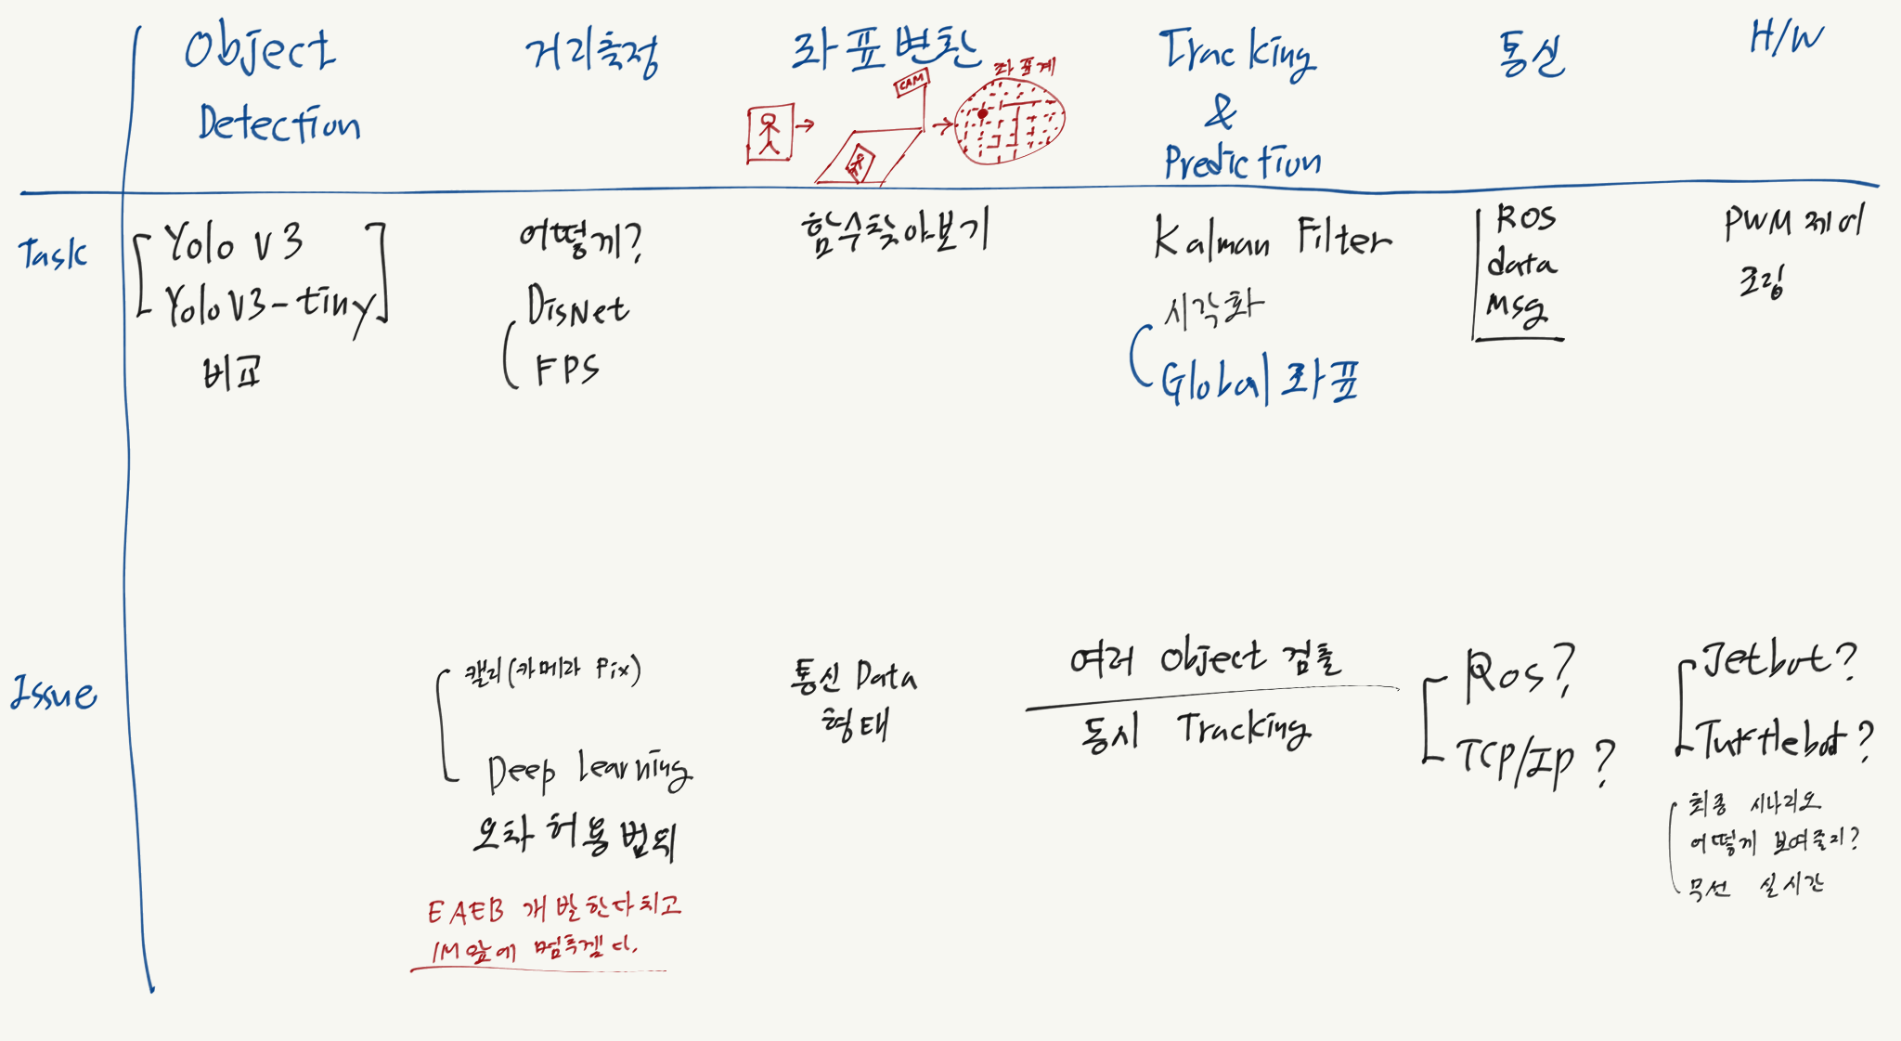 Object
Detection
거리측정
좌표변환
CAM
좌표계
Tracking
&
Prediction
통신
H/W
Task
Yolo v3
Yolo V3-tiny
비교
어떻게?
DisNet
FPS
함수찾아보기
Kalman Filter
시각화
Global 좌표
ROS
data
Msg
PWM 제어
조향
Issue
캘리(카메라 Pix)
Deep learning
오차 허용 범위
EAEB 개발한다치고
1M앞에 멈추겠다.
통신 Data
형태
여러 Object 검출
동시 Tracking
Ros?
TCP/IP ?
Jetbot?
Turtlebot?
최종 시나리오
어떻게 보여줄지?
무선 실시간